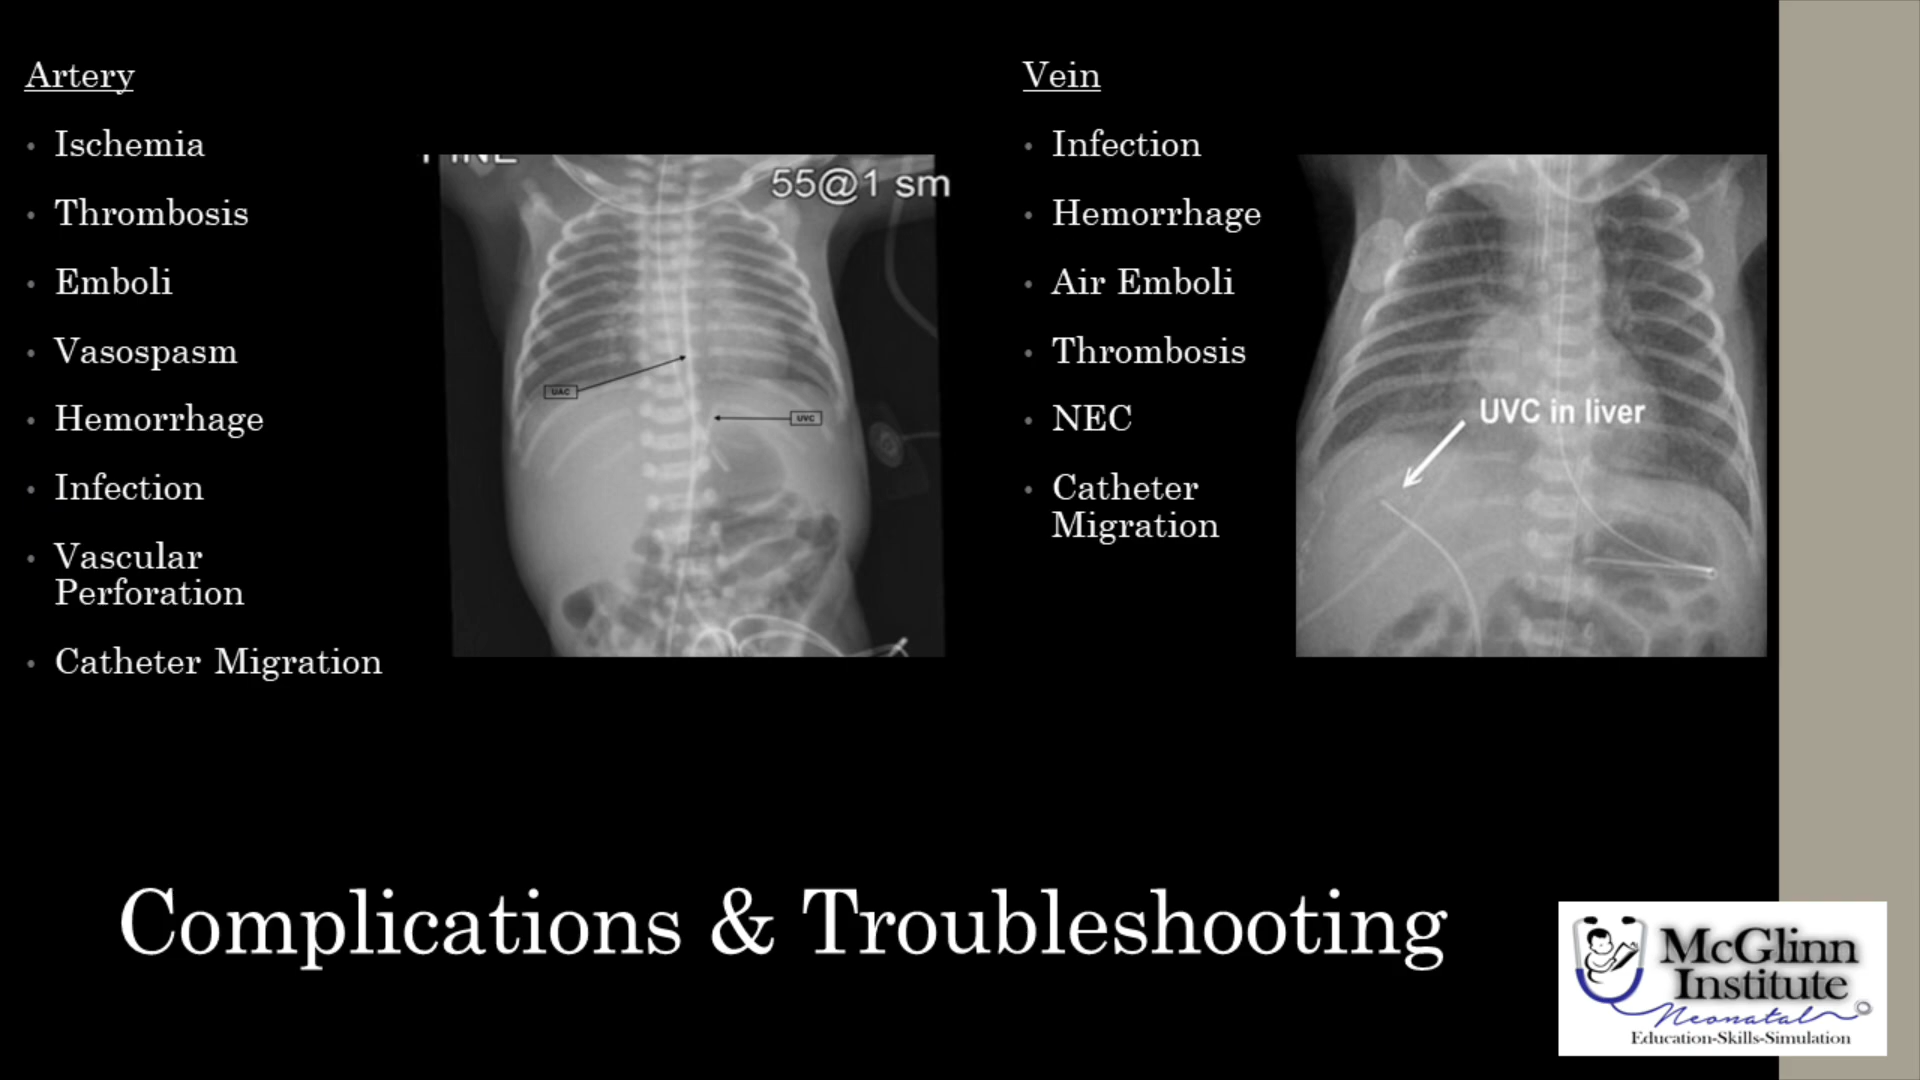 Artery
Ischemia
Thrombosis
Emboli
Vasospasm
Hemorrhage
Infection
Vascular
Perforation
Catheter Migration
55@1 sm
UAC
UVC
Vein
Infection
Hemorrhage
Air Emboli
Thrombosis
NEC
Catheter
Migration
UVC in liver
Complications & Troubleshooting
McGlinn
Institute
Neonatal
Education-Skills-Simulation